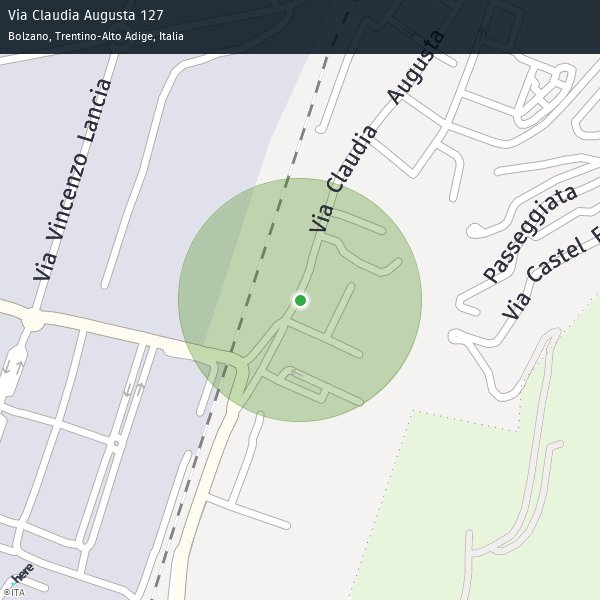 Via Claudia Augusta 127
Bolzano, Trentino-Alto Adige, Italia
Via Vincenzo Lancia
Via Claudia Augusta
Passeggiata
Via Castel F
here
©ITA